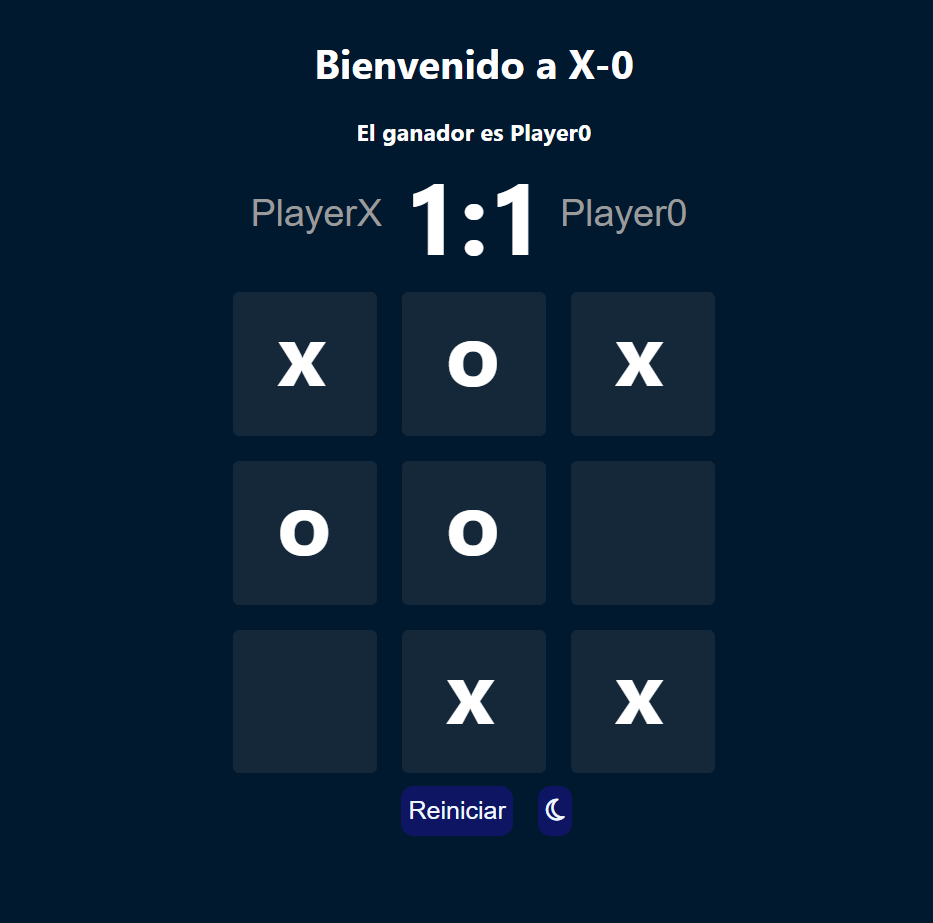 Bienvenido a X-0
El ganador es Player0
PlayerX 1:1 Player0
X O X
O O
X X
Reiniciar